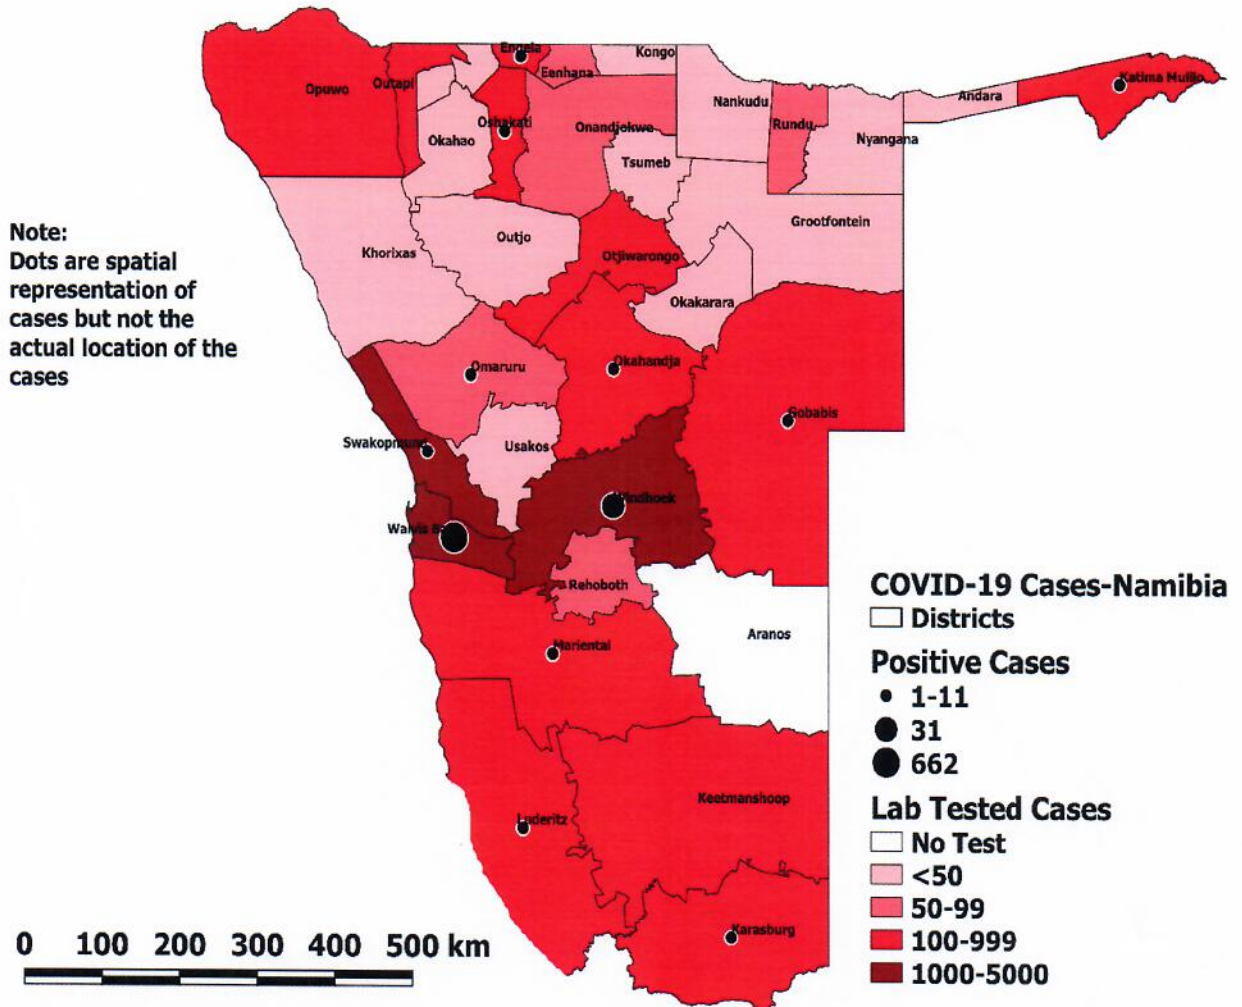 Engela
Kongo
Eenhana
Katima Mulilo
Opuwo
Outapi
Andara
Nankudu
Oshakati
Onandjokwe
Rundu
Okahao
Nyangana
Tsumeb
Grootfontein
Note:
Dots are spatial
representation of
cases but not the
actual location of the
cases
Outjo
Khorixas
Otjiwarongo
Okakarara
Omaruru
Okahandja
Gobabis
Swakopmund
Usakos
Windhoek
Walvis B
Rehoboth
Aranos
Mariental
Keetmanshoop
Luderitz
Karasburg
COVID-19 Cases-Namibia
Districts
Positive Cases
1-11
31
662
Lab Tested Cases
No Test
<50
50-99
100-999
1000-5000
0 100 200 300 400 500 km